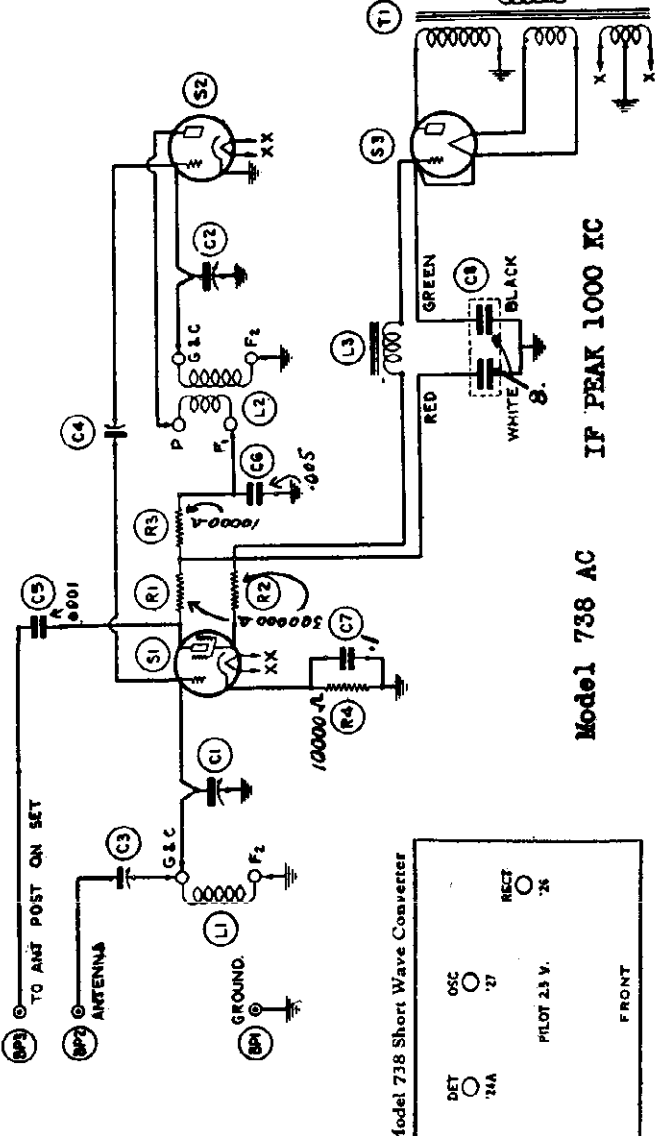 BP3
TO ANT POST ON SET
C5
.0001
C4
S2
XX
T1
BP2
ANTENNA
C3
G & C
C1
S1
XX
R1
R3
10000 Ω
P
G & C
C2
F1
F2
L2
C6
.005
L1
F2
GROUND.
BP1
R2
300000 Ω
C7
.1
10000 Ω
R4
L3
S3
X
X
RED
GREEN
C8
WHITE
BLACK
8.
Model 738 AC
IF PEAK 1000 KC
Model 738 Short Wave Converter
DET
'24A
OSC
'27
RECT
'26
PILOT 2.5 V.
FRONT